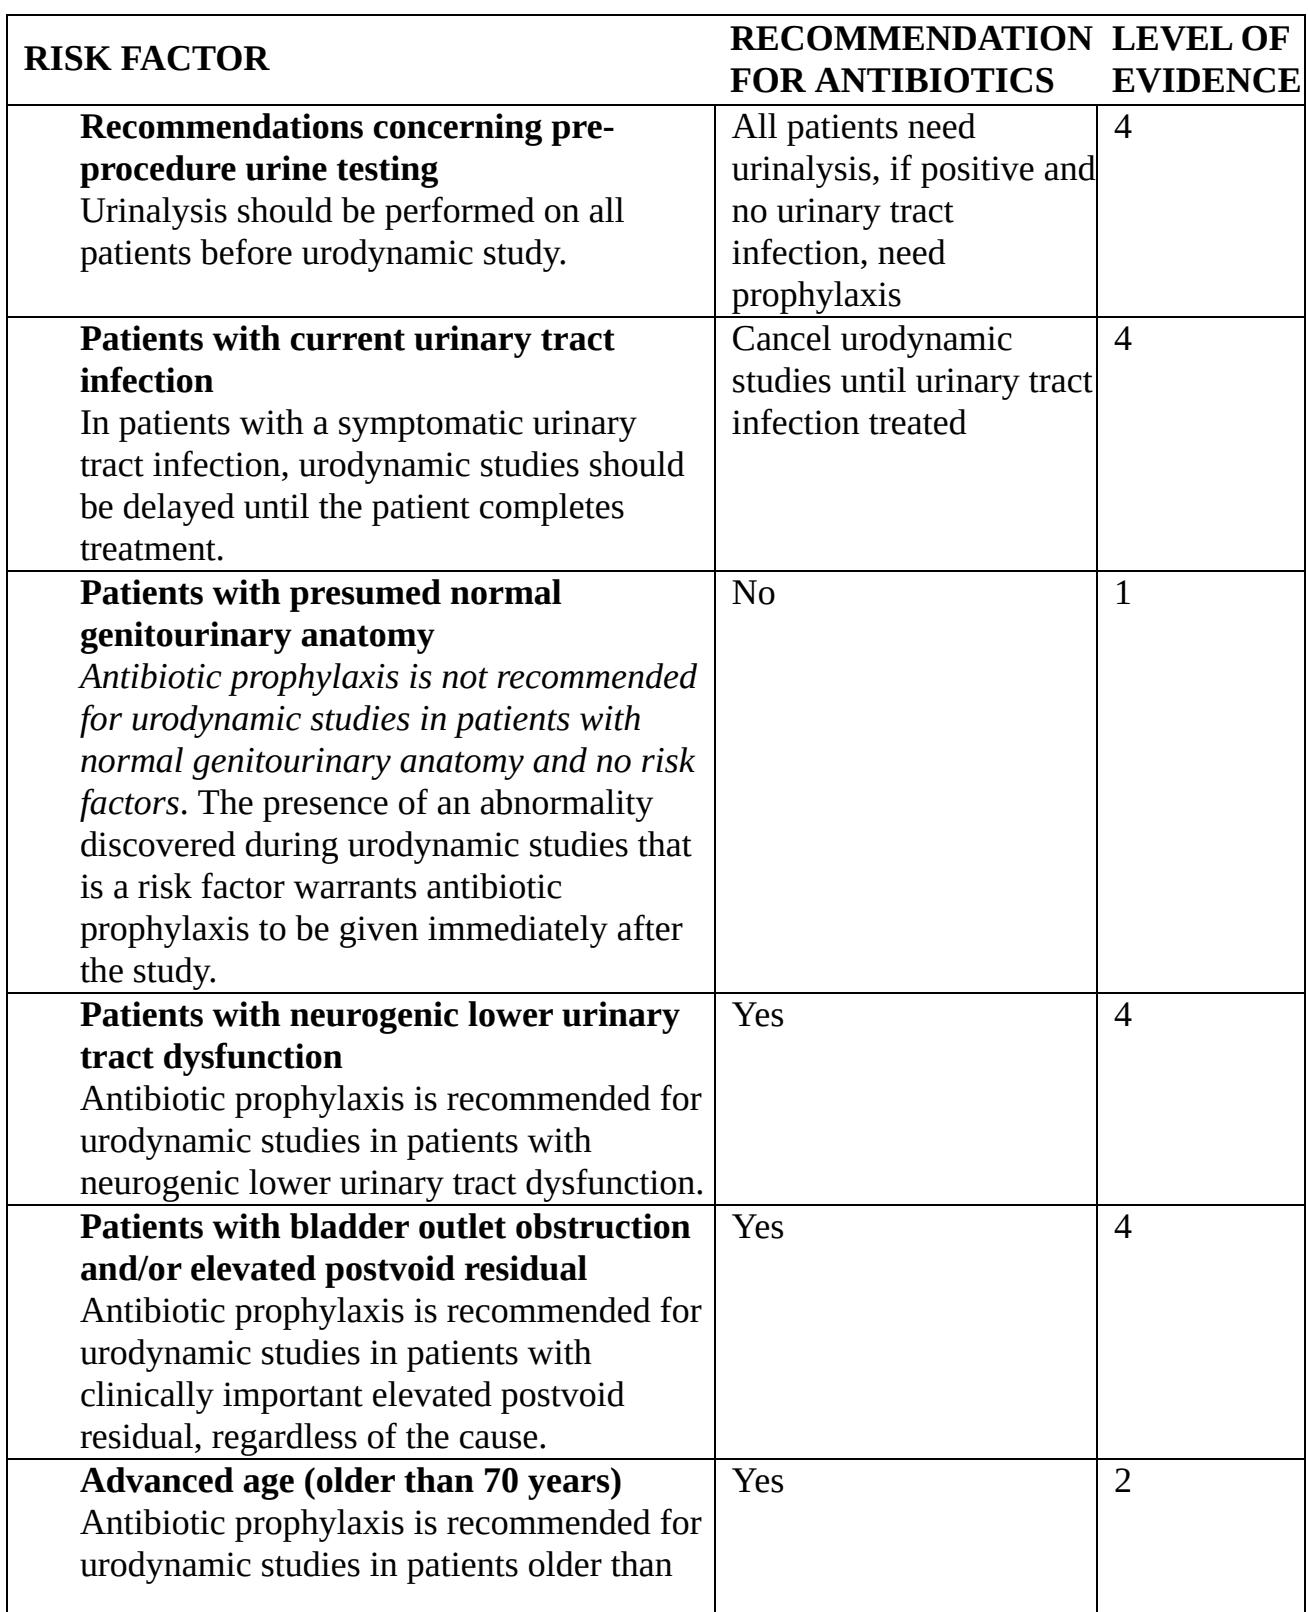 RISK FACTOR
RECOMMENDATION
FOR ANTIBIOTICS
LEVEL OF
EVIDENCE
Recommendations concerning pre-
procedure urine testing
Urinalysis should be performed on all
patients before urodynamic study.
All patients need
urinalysis, if positive and
no urinary tract
infection, need
prophylaxis
4
Patients with current urinary tract
infection
In patients with a symptomatic urinary
tract infection, urodynamic studies should
be delayed until the patient completes
treatment.
Cancel urodynamic
studies until urinary tract
infection treated
4
Patients with presumed normal
genitourinary anatomy
Antibiotic prophylaxis is not recommended
for urodynamic studies in patients with
normal genitourinary anatomy and no risk
factors. The presence of an abnormality
discovered during urodynamic studies that
is a risk factor warrants antibiotic
prophylaxis to be given immediately after
the study.
No
1
Patients with neurogenic lower urinary
tract dysfunction
Antibiotic prophylaxis is recommended for
urodynamic studies in patients with
neurogenic lower urinary tract dysfunction.
Yes
4
Patients with bladder outlet obstruction
and/or elevated postvoid residual
Antibiotic prophylaxis is recommended for
urodynamic studies in patients with
clinically important elevated postvoid
residual, regardless of the cause.
Yes
4
Advanced age (older than 70 years)
Antibiotic prophylaxis is recommended for
urodynamic studies in patients older than
Yes
2